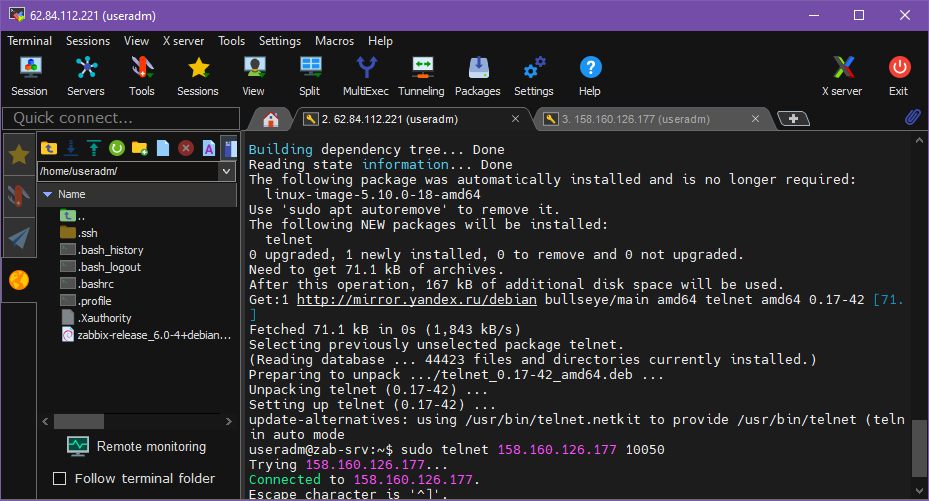 62.84.112.221 (useradm)
Terminal Sessions View X server Tools Settings Macros Help
Session Servers Tools Sessions View Split MultiExec Tunneling Packages Settings Help X server Exit
Quick connect...
2. 62.84.112.221 (useradm)
3. 158.160.126.177 (useradm)
/home/useradm/
Name
..
.ssh
.bash_history
.bash_logout
.bashrc
.profile
.Xauthority
zabbix-release_6.0-4+debian...
Remote monitoring
Follow terminal folder
Building dependency tree... Done
Reading state information... Done
The following package was automatically installed and is no longer required:
linux-image-5.10.0-18-amd64
Use 'sudo apt autoremove' to remove it.
The following NEW packages will be installed:
telnet
0 upgraded, 1 newly installed, 0 to remove and 0 not upgraded.
Need to get 71.1 kB of archives.
After this operation, 167 kB of additional disk space will be used.
Get:1 http://mirror.yandex.ru/debian bullseye/main amd64 telnet amd64 0.17-42 [71.
]
Fetched 71.1 kB in 0s (1,843 kB/s)
Selecting previously unselected package telnet.
(Reading database ... 44423 files and directories currently installed.)
Preparing to unpack .../telnet_0.17-42_amd64.deb ...
Unpacking telnet (0.17-42) ...
Setting up telnet (0.17-42) ...
update-alternatives: using /usr/bin/telnet.netkit to provide /usr/bin/telnet (teln
in auto mode
useradm@zab-srv:~$ sudo telnet 158.160.126.177 10050
Trying 158.160.126.177...
Connected to 158.160.126.177.
Escape character is '^]'.